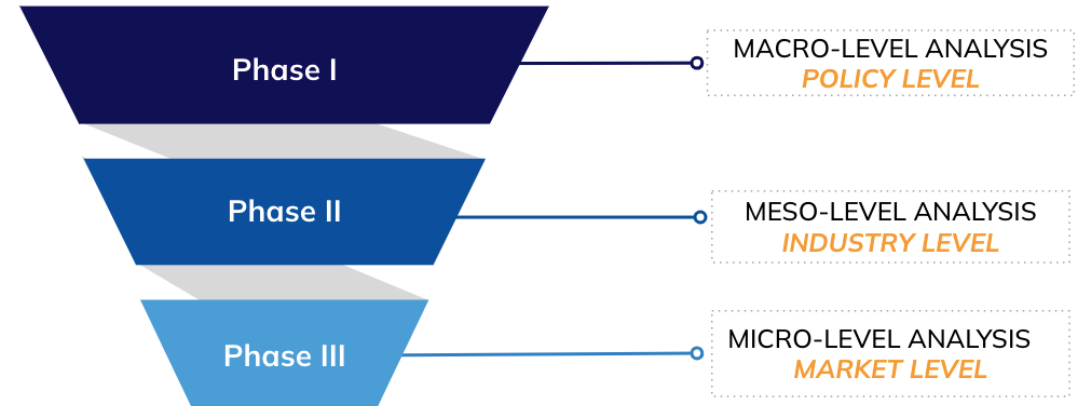 Phase I
MACRO-LEVEL ANALYSIS
POLICY LEVEL
Phase II
MESO-LEVEL ANALYSIS
INDUSTRY LEVEL
Phase III
MICRO-LEVEL ANALYSIS
MARKET LEVEL